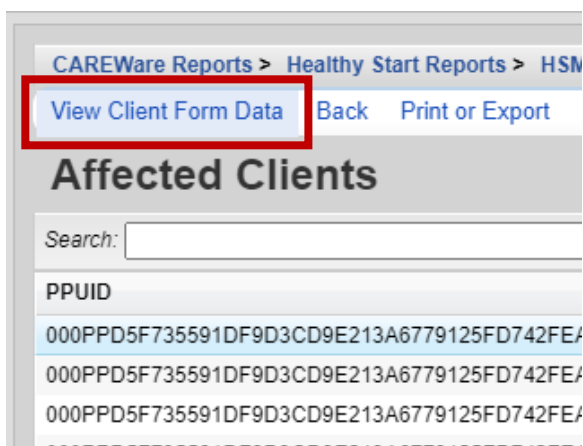 CAREWare Reports > Healthy Start Reports > HSM
View Client Form Data Back Print or Export
Affected Clients
Search:
PPUID
000PPD5F735591DF9D3CD9E213A6779125FD742FEA
000PPD5F735591DF9D3CD9E213A6779125FD742FEA
000PPD5F735591DF9D3CD9E213A6779125FD742FEA